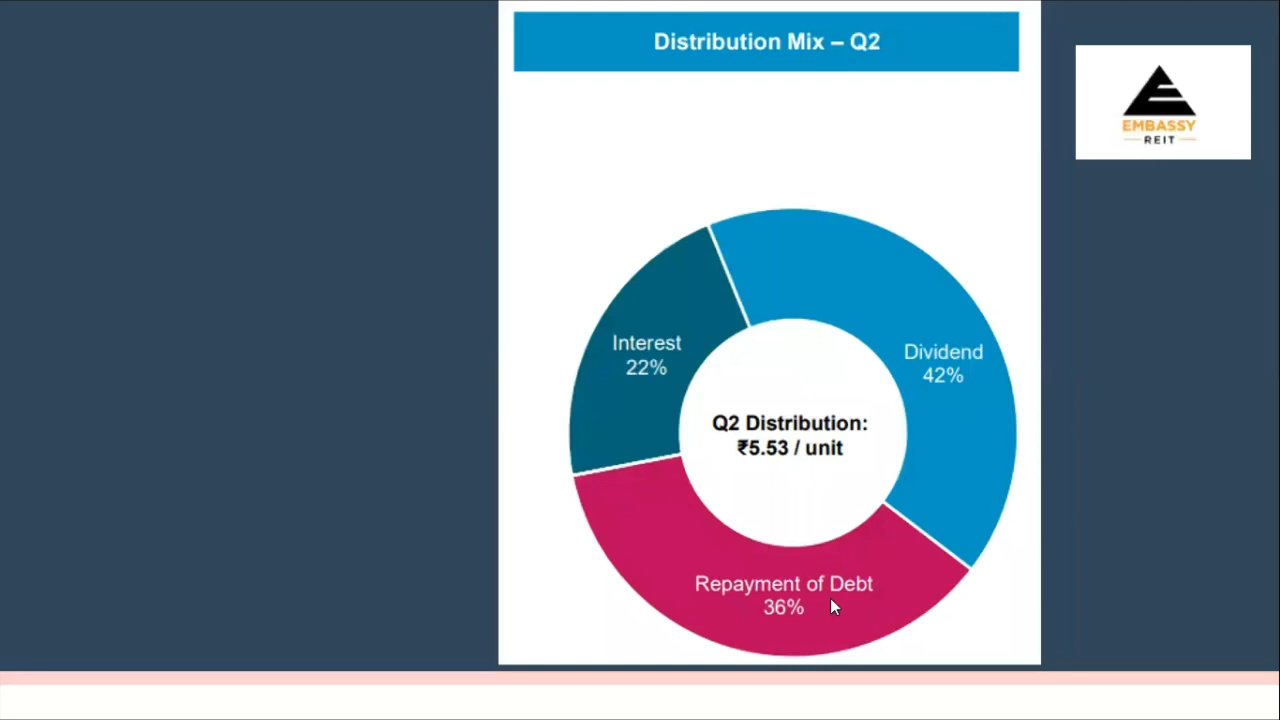 Distribution Mix – Q2
EMBASSY
REIT
Interest
22%
Dividend
42%
Q2 Distribution:
₹5.53 / unit
Repayment of Debt
36%